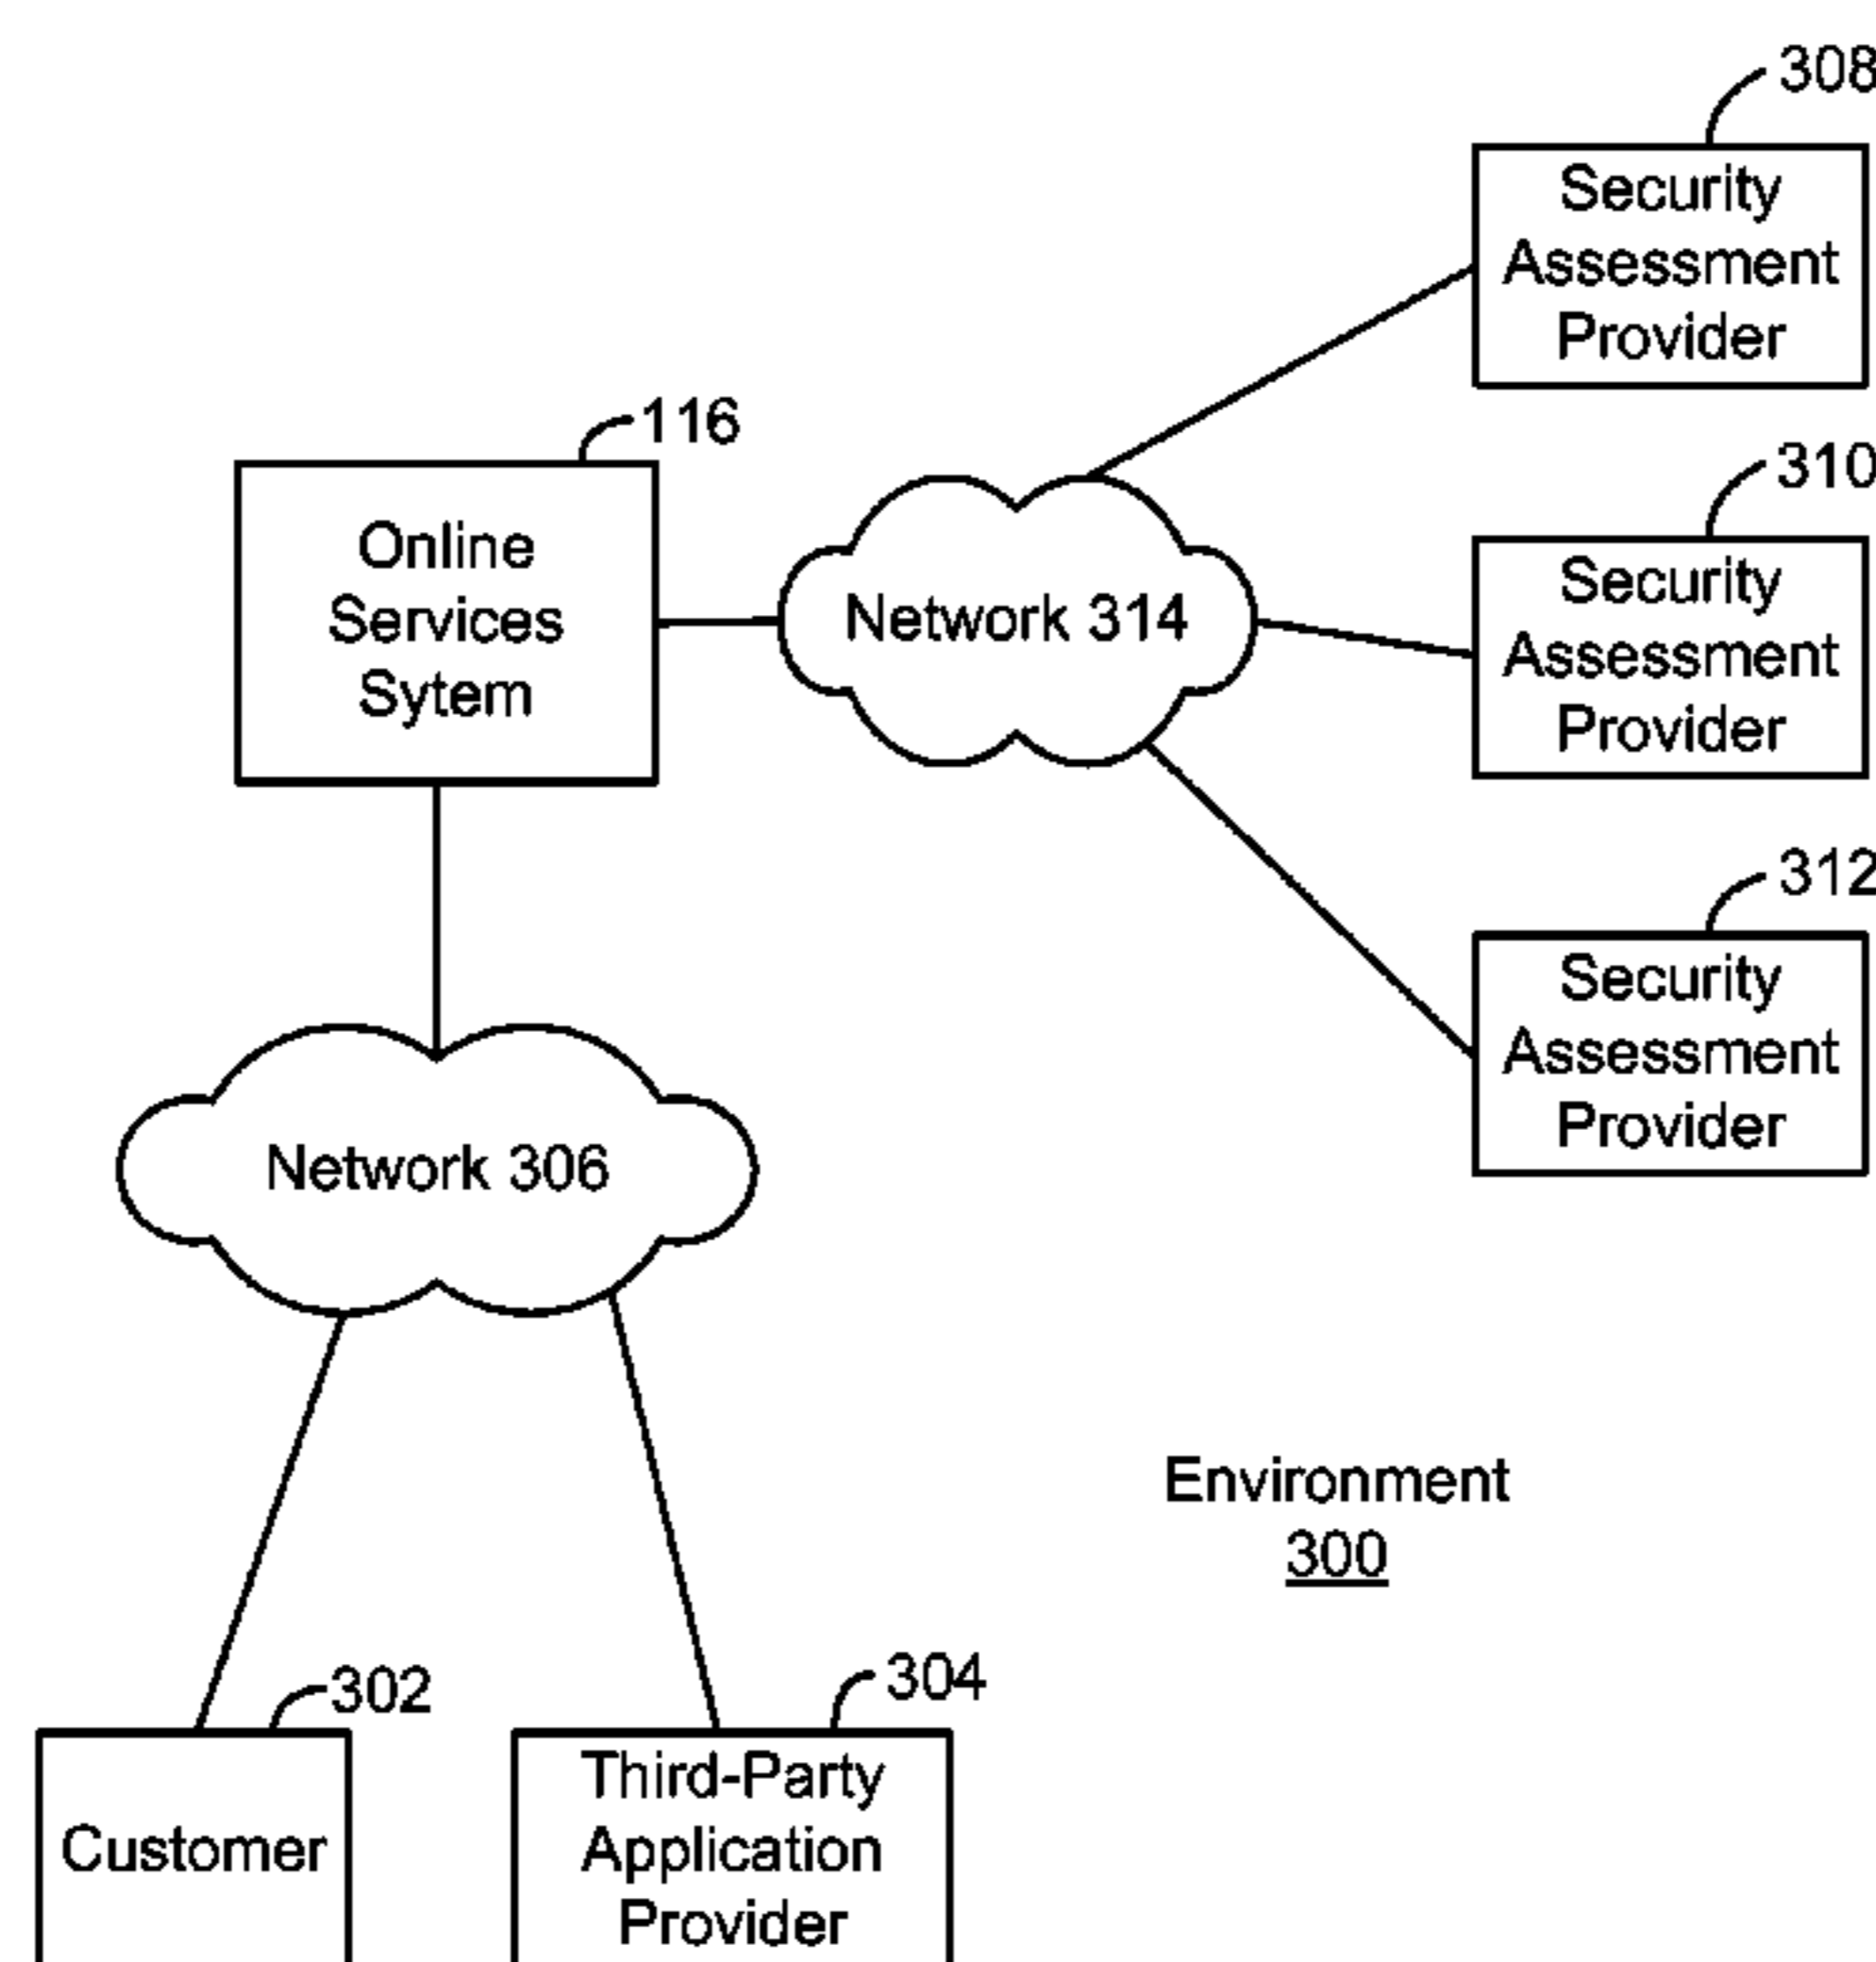 308
Security
Assessment
Provider
116
Online
Services
Sytem
Network 314
310
Security
Assessment
Provider
312
Security
Assessment
Provider
Network 306
Environment
300
302
Customer
304
Third-Party
Application
Provider